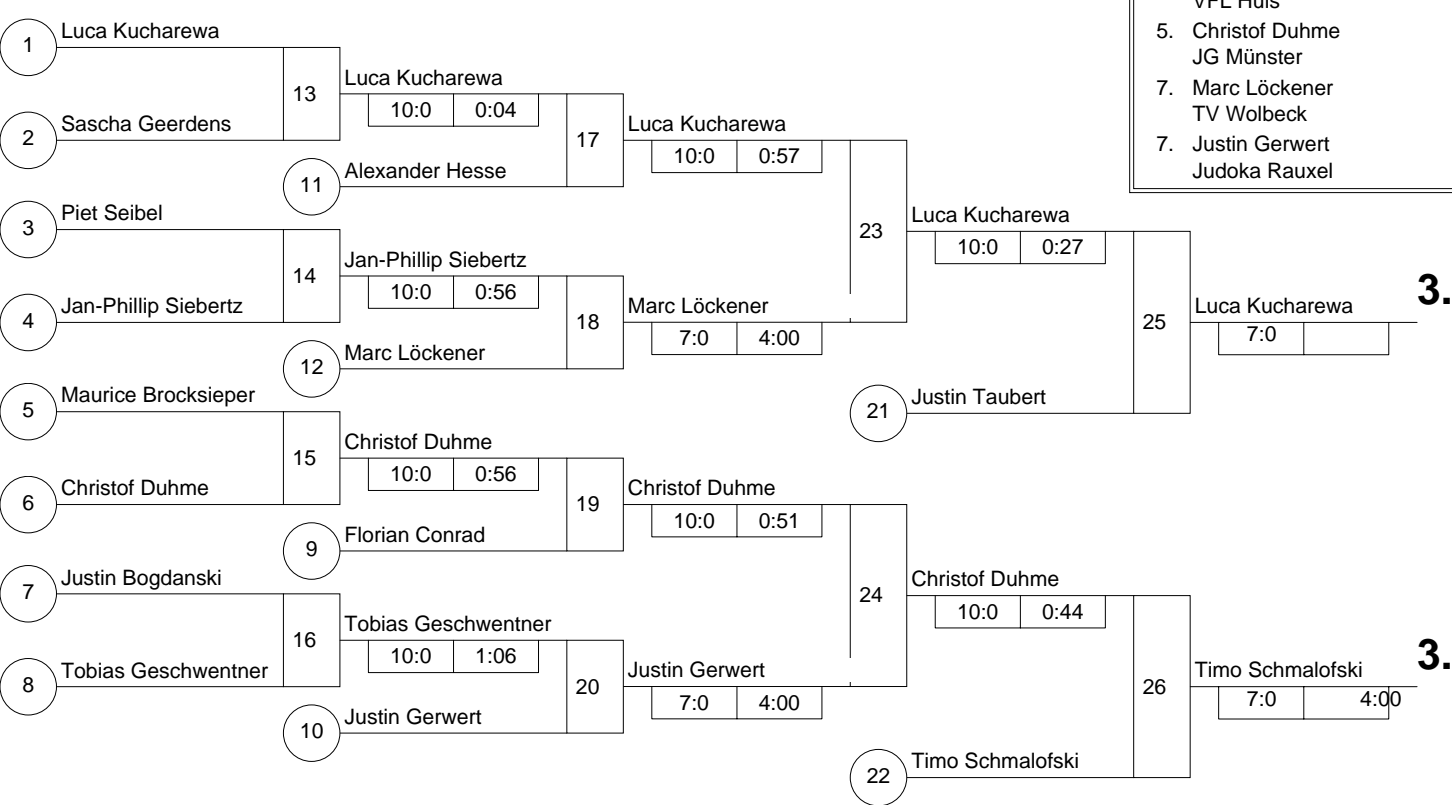 VFL Hüls
5. Christof Duhme
JG Münster
7. Marc Löckener
TV Wolbeck
7. Justin Gerwert
Judoka Rauxel
1 Luca Kucharewa
2 Sascha Geerdens
3 Piet Seibel
4 Jan-Phillip Siebertz
5 Maurice Brocksieper
6 Christof Duhme
7 Justin Bogdanski
8 Tobias Geschwentner
13 Luca Kucharewa
10:0 0:04
11 Alexander Hesse
14 Jan-Phillip Siebertz
10:0 0:56
12 Marc Löckener
15 Christof Duhme
10:0 0:56
9 Florian Conrad
16 Tobias Geschwentner
10:0 1:06
10 Justin Gerwert
17 Luca Kucharewa
10:0 0:57
18 Marc Löckener
7:0 4:00
19 Christof Duhme
10:0 0:51
20 Justin Gerwert
7:0 4:00
23 Luca Kucharewa
10:0 0:27
21 Justin Taubert
24 Christof Duhme
10:0 0:44
22 Timo Schmalofski
25 Luca Kucharewa 3.
7:0
26 Timo Schmalofski 3.
7:0 4:00